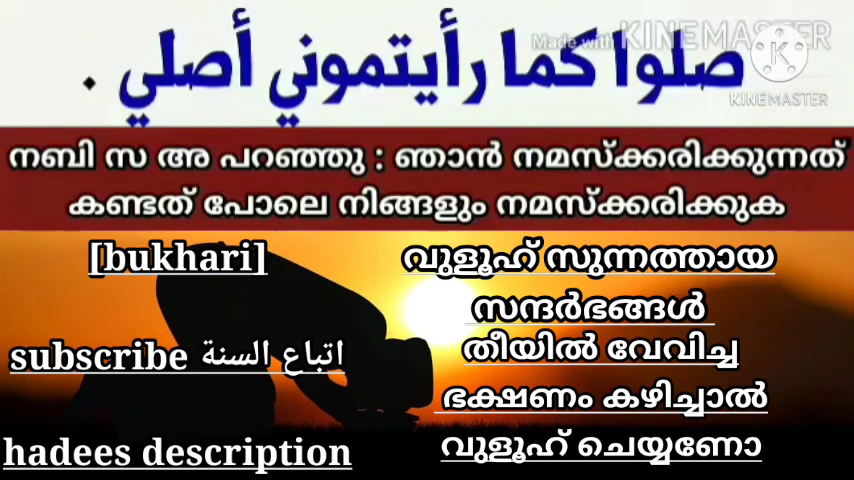 صلوا كما رأيتموني أصلي .
Made with KINEMASTER
KINEMASTER
നബി സ അ പറഞ്ഞു : ഞാൻ നമസ്ക്കരിക്കുന്നത്
കണ്ടത് പോലെ നിങ്ങളും നമസ്ക്കരിക്കുക
[bukhari]
subscribe اتباع السنة
hadees description
വുളൂഹ് സുന്നത്തായ
സന്ദർഭങ്ങൾ
തീയിൽ വേവിച്ച
ഭക്ഷണം കഴിച്ചാൽ
വുളൂഹ് ചെയ്യണോ